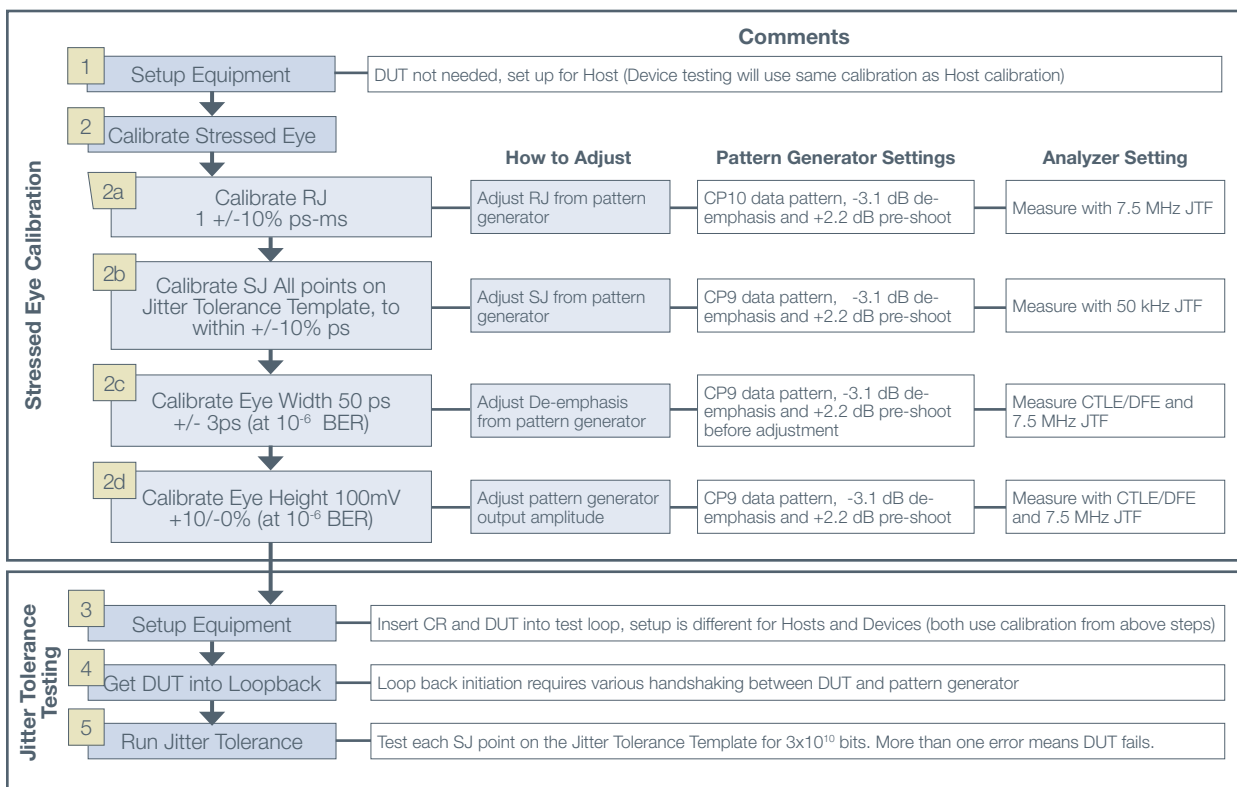 Comments
Stressed Eye Calibration
1
Setup Equipment
DUT not needed, set up for Host (Device testing will use same calibration as Host calibration)
2
Calibrate Stressed Eye
How to Adjust
Pattern Generator Settings
Analyzer Setting
2a
Calibrate RJ
1 +/-10% ps-ms
Adjust RJ from pattern
generator
CP10 data pattern, -3.1 dB de-
emphasis and +2.2 dB pre-shoot
Measure with 7.5 MHz JTF
2b
Calibrate SJ All points on
Jitter Tolerance Template, to
within +/-10% ps
Adjust SJ from pattern
generator
CP9 data pattern, -3.1 dB de-
emphasis and +2.2 dB pre-shoot
Measure with 50 kHz JTF
2c
Calibrate Eye Width 50 ps
+/- 3ps (at 10⁻⁶ BER)
Adjust De-emphasis
from pattern generator
CP9 data pattern, -3.1 dB de-
emphasis and +2.2 dB pre-shoot
before adjustment
Measure CTLE/DFE and
7.5 MHz JTF
2d
Calibrate Eye Height 100mV
+10/-0% (at 10⁻⁶ BER)
Adjust pattern generator
output amplitude
CP9 data pattern, -3.1 dB de-
emphasis and +2.2 dB pre-shoot
Measure with CTLE/DFE
and 7.5 MHz JTF
Jitter Tolerance
Testing
3
Setup Equipment
Insert CR and DUT into test loop, setup is different for Hosts and Devices (both use calibration from above steps)
4
Get DUT into Loopback
Loop back initiation requires various handshaking between DUT and pattern generator
5
Run Jitter Tolerance
Test each SJ point on the Jitter Tolerance Template for 3x10¹⁰ bits. More than one error means DUT fails.